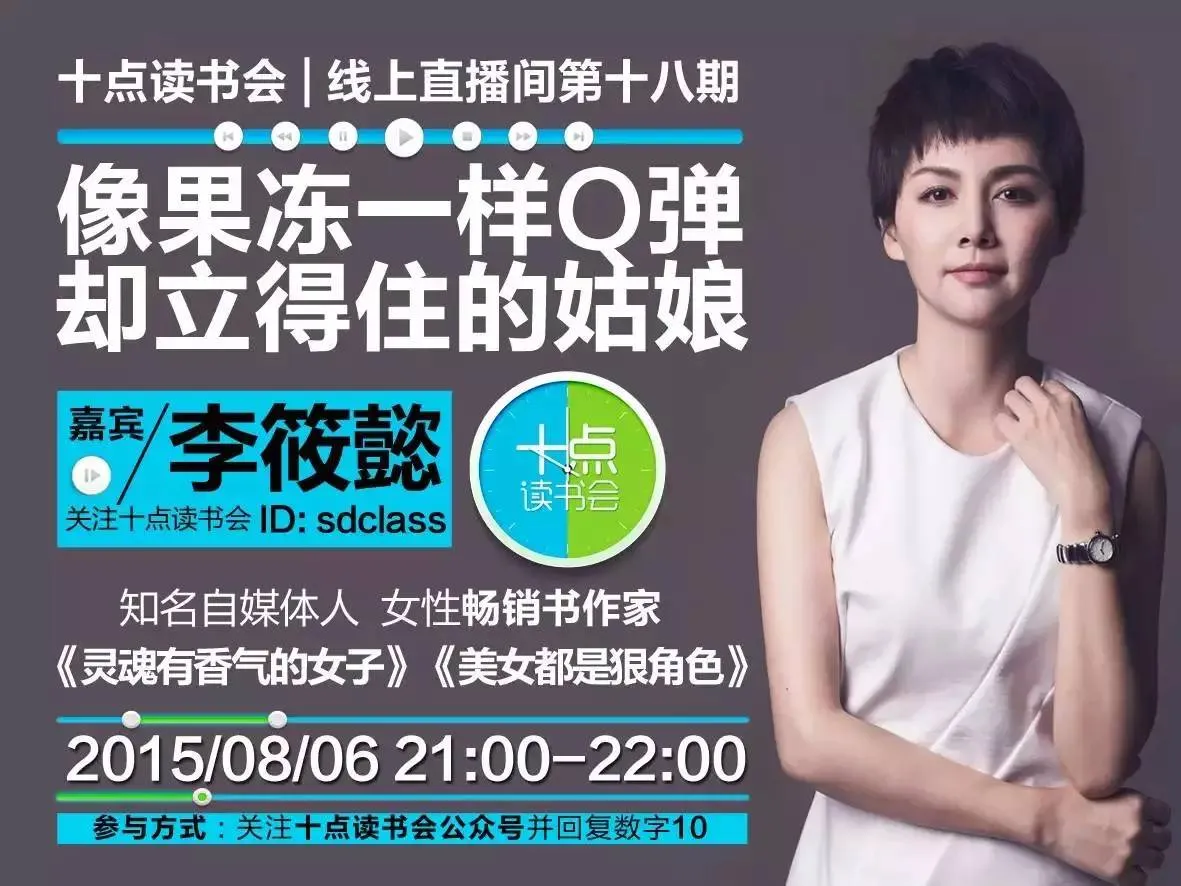 十点读书会 | 线上直播间第十八期
像果冻一样Q弹
却立得住的姑娘
嘉宾/李筱懿
关注十点读书会 ID: sdclass
十点
读书会
知名自媒体人 女性畅销书作家
《灵魂有香气的女子》《美女都是狠角色》
2015/08/06 21:00-22:00
参与方式：关注十点读书会公众号并回复数字10